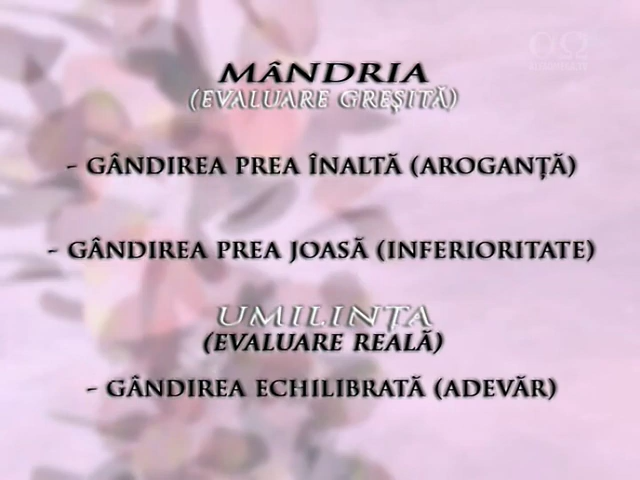 MÂNDRIA
(EVALUARE GREȘITĂ)
- GÂNDIREA PREA ÎNALTĂ (AROGANȚĂ)
- GÂNDIREA PREA JOASĂ (INFERIORITATE)
UMILINȚA
(EVALUARE REALĂ)
- GÂNDIREA ECHILIBRATĂ (ADEVĂR)